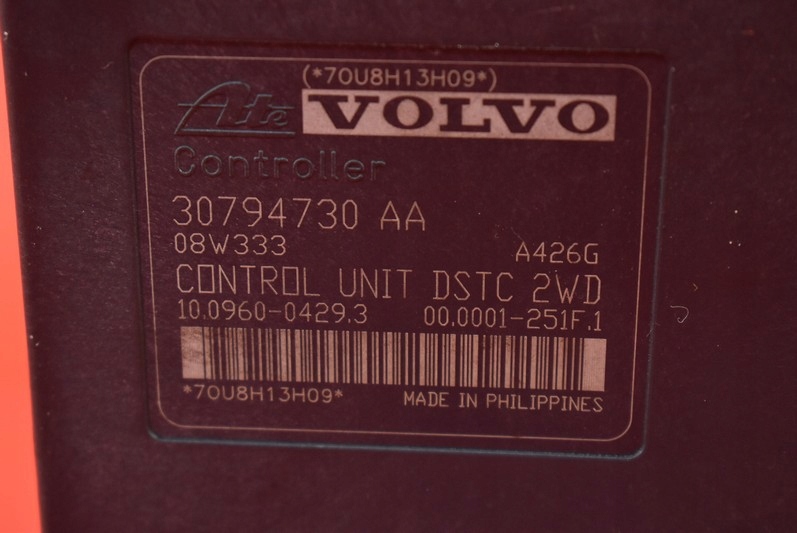 (*70U8H13H09*)
Ate VOLVO
Controller
30794730 AA
08W333 A426G
CONTROL UNIT DSTC 2WD
10.0960-0429.3 00.0001-251F.1
*70U8H13H09* MADE IN PHILIPPINES